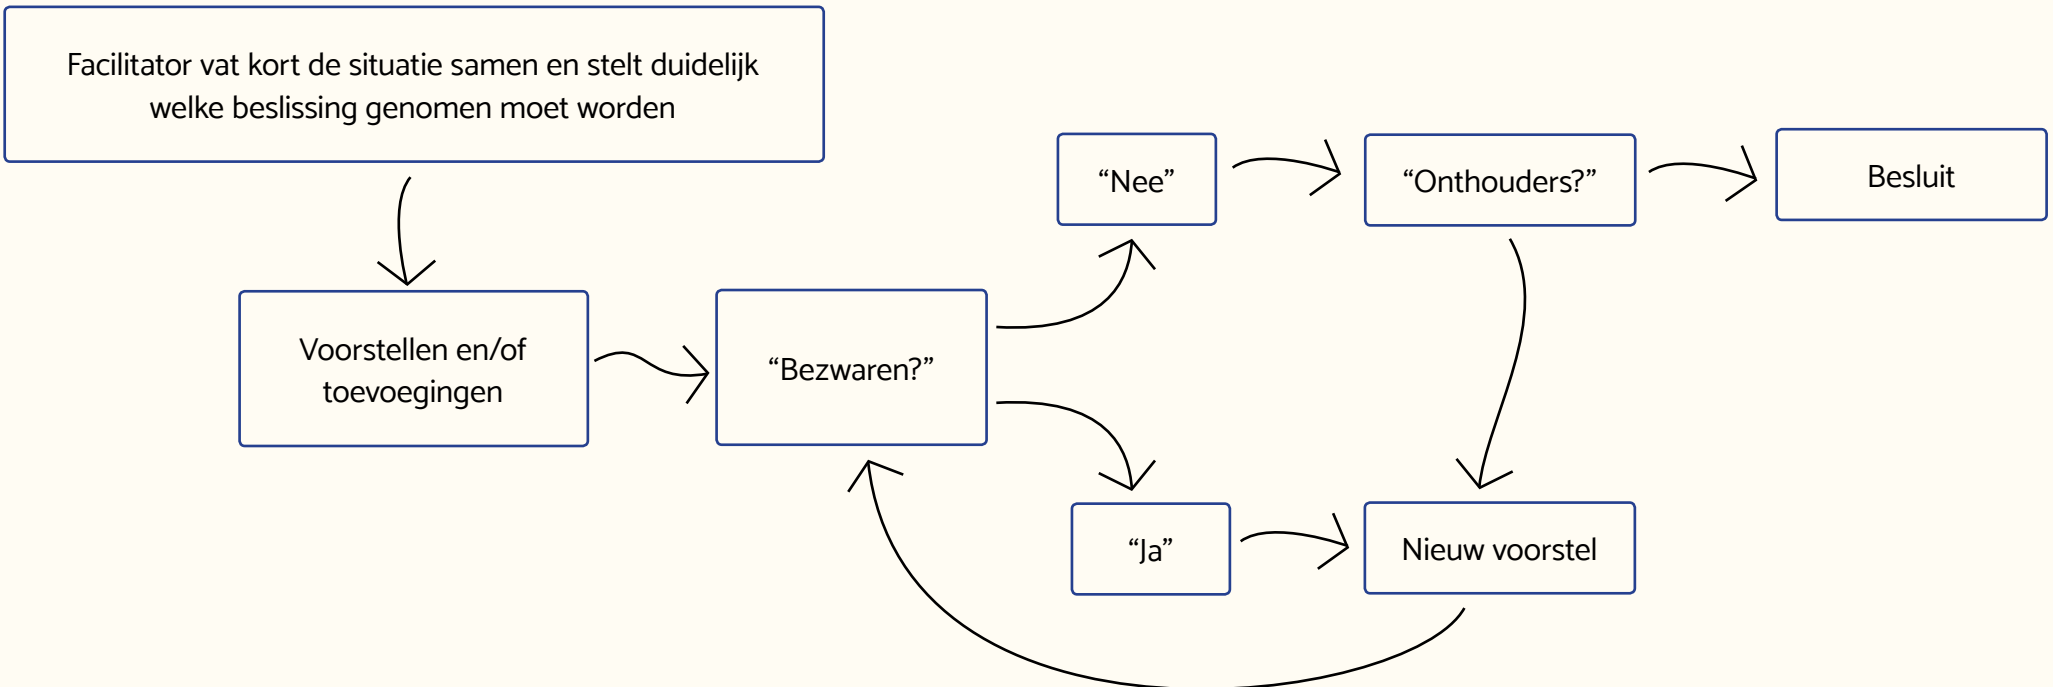 Facilitator vat kort de situatie samen en stelt duidelijk
welke beslissing genomen moet worden
Voorstellen en/of
toevoegingen
“Bezwaren?”
“Nee”
“Onthouders?”
Besluit
“Ja”
Nieuw voorstel